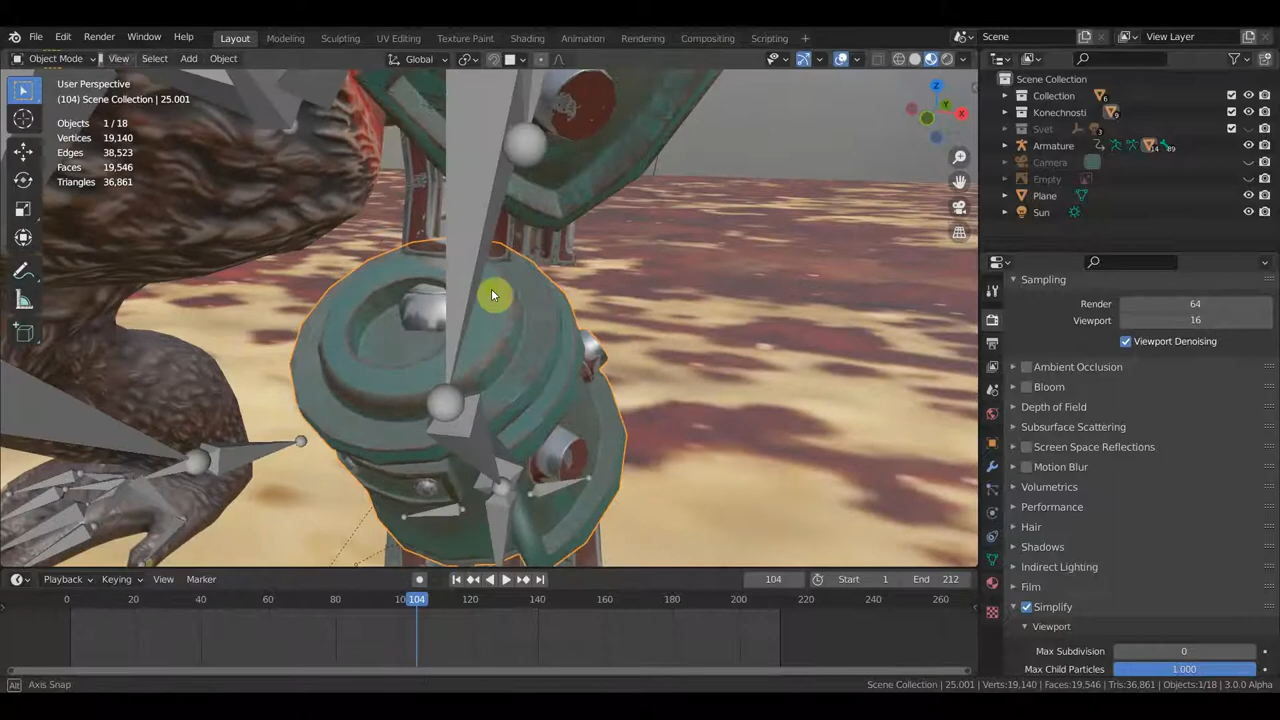 File Edit Render Window Help Layout Modeling Sculpting UV Editing Texture Paint Shading Animation Rendering Compositing Scripting Scene View Layer
Object Mode View Select Add Object Global
User Perspective
(104) Scene Collection | 25.001
Objects 1 / 18
Vertices 19,140
Edges 38,523
Faces 19,546
Triangles 36,861
Z
Y
X
Scene Collection
Collection 6
Konechnosti 9
Svet 3
Armature 14 89
Camera
Empty
Plane
Sun
Sampling
Render 64
Viewport 16
Viewport Denoising
Ambient Occlusion
Bloom
Depth of Field
Subsurface Scattering
Screen Space Reflections
Motion Blur
Volumetrics
Performance
Hair
Shadows
Indirect Lighting
Film
Simplify
Viewport
Max Subdivision 0
Max Child Particles 1.000
Playback Keying View Marker 104 Start 1 End 212
0 20 40 60 80 104 120 140 160 180 200 220 240 260
Alt Axis Snap Scene Collection | 25.001 | Verts:19,140 | Faces:19,546 | Tris:36,861 | Objects:1/18 | 3.0.0 Alpha